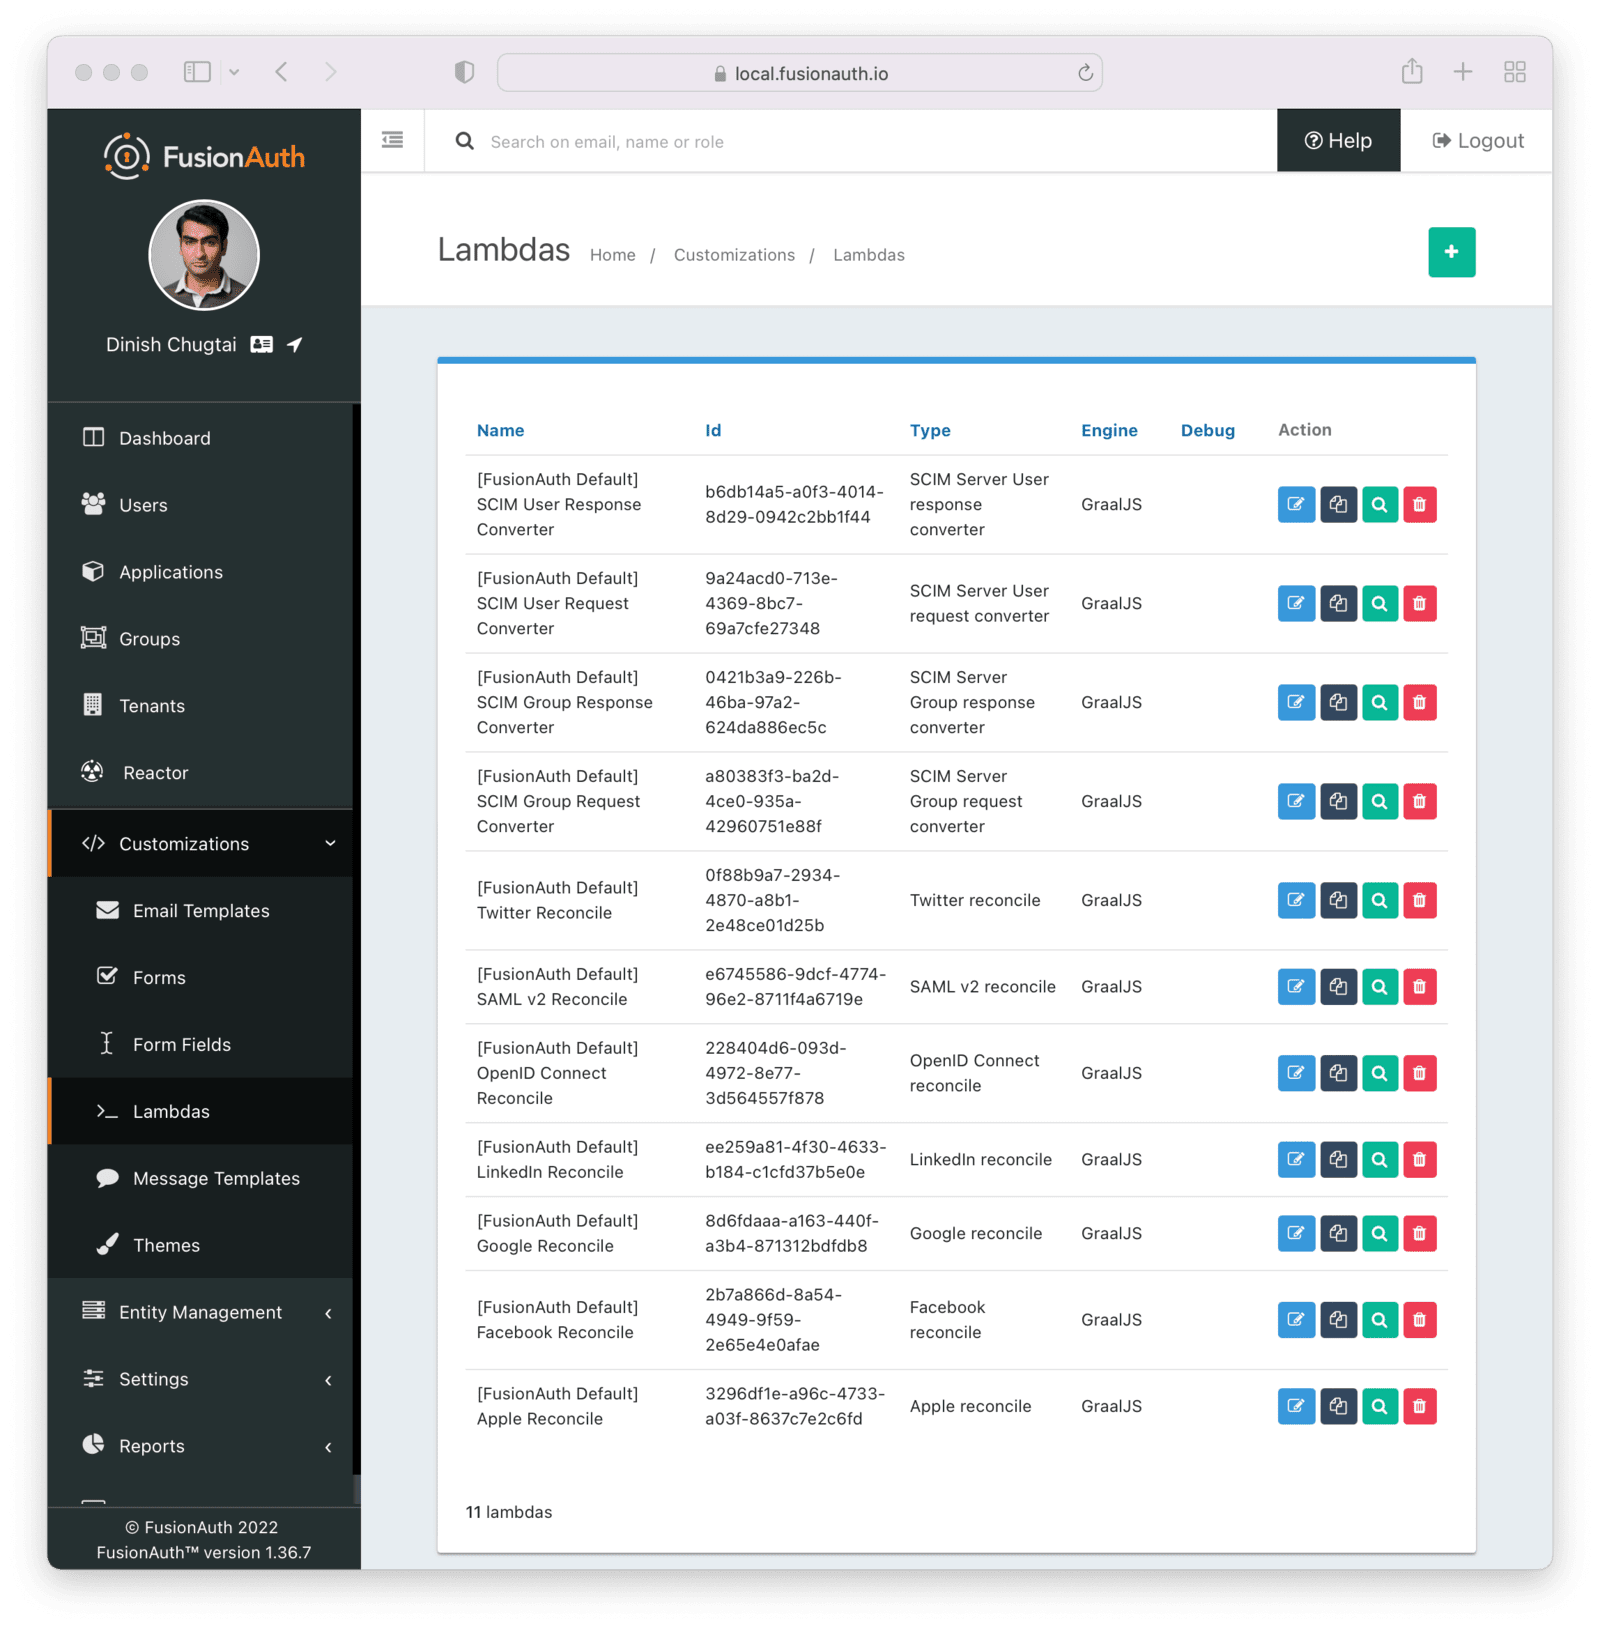 local.fusionauth.io
FusionAuth
Dinish Chugtai
Dashboard
Users
Applications
Groups
Tenants
Reactor
Customizations
Email Templates
Forms
Form Fields
Lambdas
Message Templates
Themes
Entity Management
Settings
Reports
© FusionAuth 2022
FusionAuth™ version 1.36.7
Search on email, name or role
Help
Logout
Lambdas
Home / Customizations / Lambdas
Name Id Type Engine Debug Action
[FusionAuth Default]
SCIM User Response
Converter
b6db14a5-a0f3-4014-
8d29-0942c2bb1f44
SCIM Server User
response
converter
GraalJS
[FusionAuth Default]
SCIM User Request
Converter
9a24acd0-713e-
4369-8bc7-
69a7cfe27348
SCIM Server User
request converter
GraalJS
[FusionAuth Default]
SCIM Group Response
Converter
0421b3a9-226b-
46ba-97a2-
624da886ec5c
SCIM Server
Group response
converter
GraalJS
[FusionAuth Default]
SCIM Group Request
Converter
a80383f3-ba2d-
4ce0-935a-
42960751e88f
SCIM Server
Group request
converter
GraalJS
[FusionAuth Default]
Twitter Reconcile
0f88b9a7-2934-
4870-a8b1-
2e48ce01d25b
Twitter reconcile
GraalJS
[FusionAuth Default]
SAML v2 Reconcile
e6745586-9dcf-4774-
96e2-8711f4a6719e
SAML v2 reconcile
GraalJS
[FusionAuth Default]
OpenID Connect
Reconcile
228404d6-093d-
4972-8e77-
3d564557f878
OpenID Connect
reconcile
GraalJS
[FusionAuth Default]
LinkedIn Reconcile
ee259a81-4f30-4633-
b184-c1cfd37b5e0e
LinkedIn reconcile
GraalJS
[FusionAuth Default]
Google Reconcile
8d6fdaaa-a163-440f-
a3b4-871312bdfdb8
Google reconcile
GraalJS
[FusionAuth Default]
Facebook Reconcile
2b7a866d-8a54-
4949-9f59-
2e65e4e0afae
Facebook
reconcile
GraalJS
[FusionAuth Default]
Apple Reconcile
3296df1e-a96c-4733-
a03f-8637c7e2c6fd
Apple reconcile
GraalJS
11 lambdas